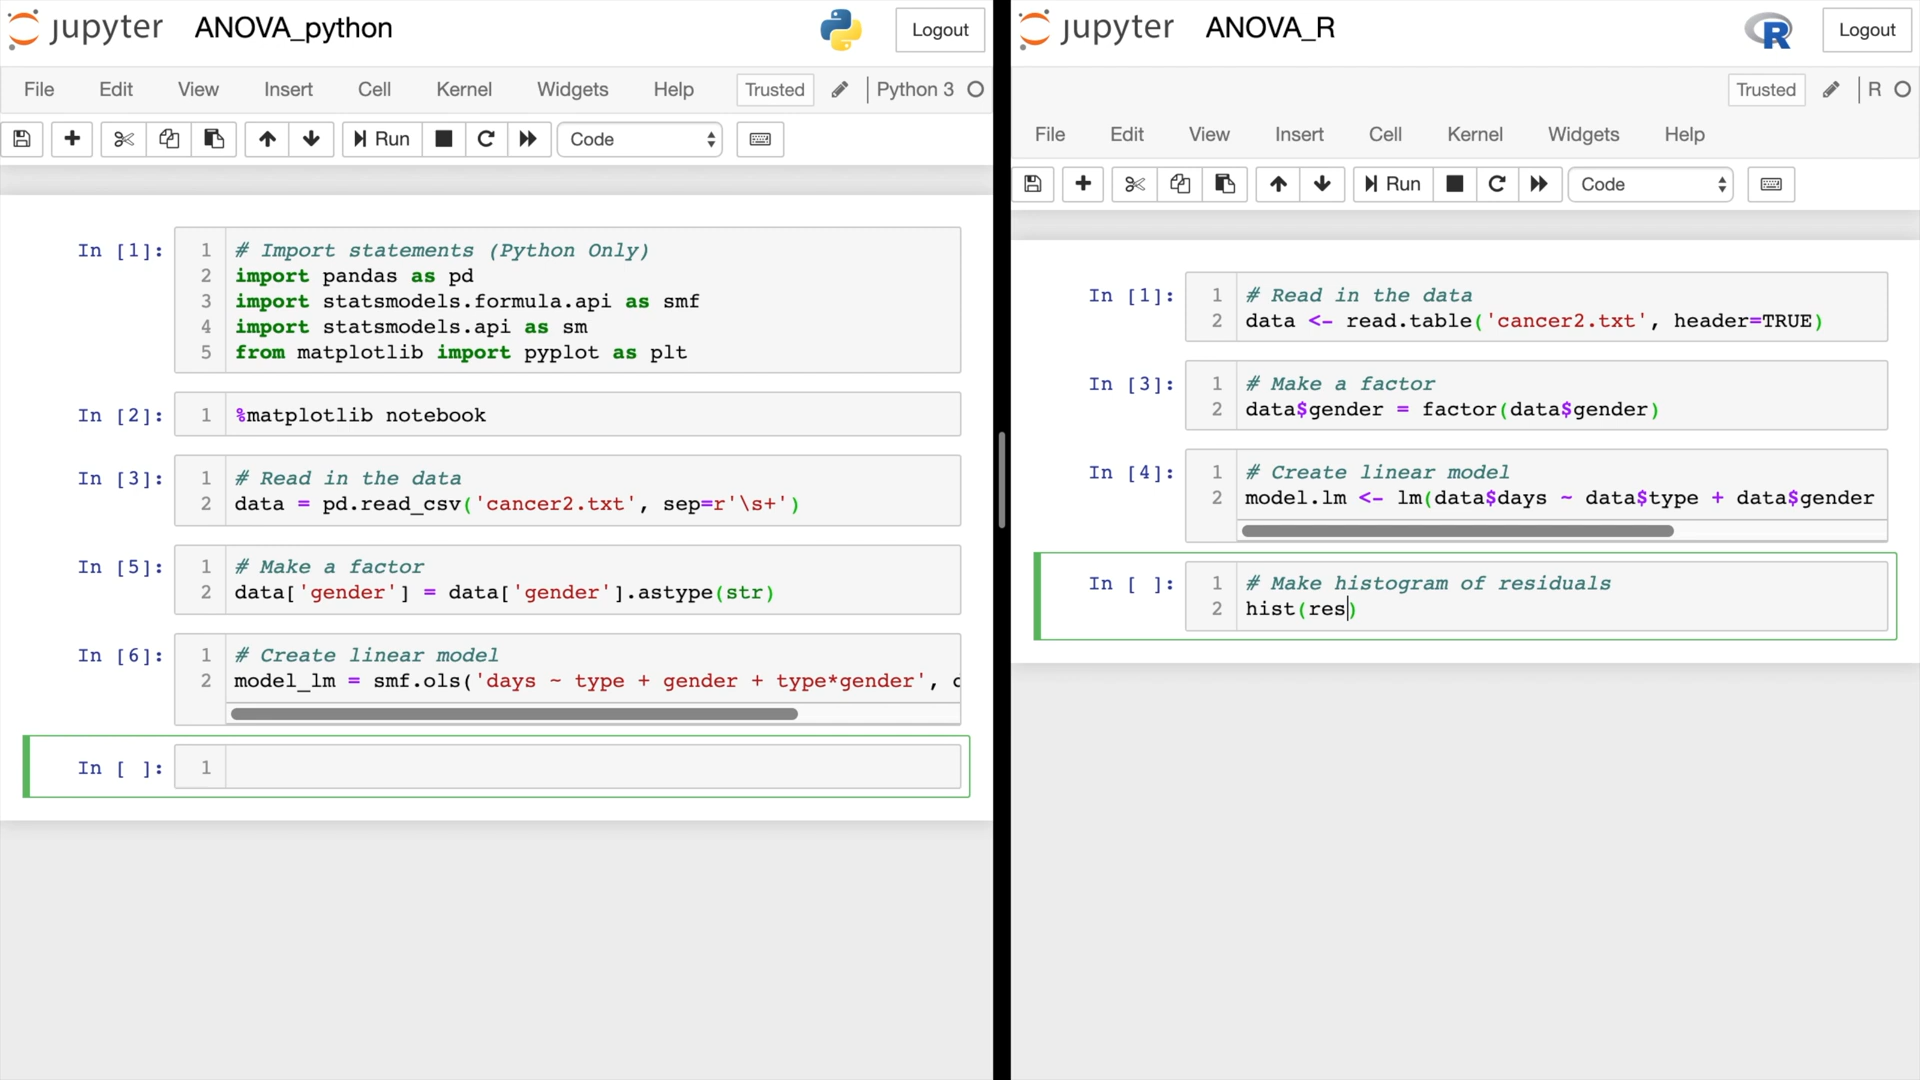 jupyter ANOVA_python Logout
File Edit View Insert Cell Kernel Widgets Help Trusted Python 3
Run Code
In [1]: 1 # Import statements (Python Only)
2 import pandas as pd
3 import statsmodels.formula.api as smf
4 import statsmodels.api as sm
5 from matplotlib import pyplot as plt
In [2]: 1 %matplotlib notebook
In [3]: 1 # Read in the data
2 data = pd.read_csv('cancer2.txt', sep=r'\s+')
In [5]: 1 # Make a factor
2 data['gender'] = data['gender'].astype(str)
In [6]: 1 # Create linear model
2 model_lm = smf.ols('days ~ type + gender + type*gender',
In [ ]: 1
jupyter ANOVA_R Logout
Trusted R
File Edit View Insert Cell Kernel Widgets Help
Run Code
In [1]: 1 # Read in the data
2 data <- read.table('cancer2.txt', header=TRUE)
In [3]: 1 # Make a factor
2 data$gender = factor(data$gender)
In [4]: 1 # Create linear model
2 model.lm <- lm(data$days ~ data$type + data$gender
In [ ]: 1 # Make histogram of residuals
2 hist(res)